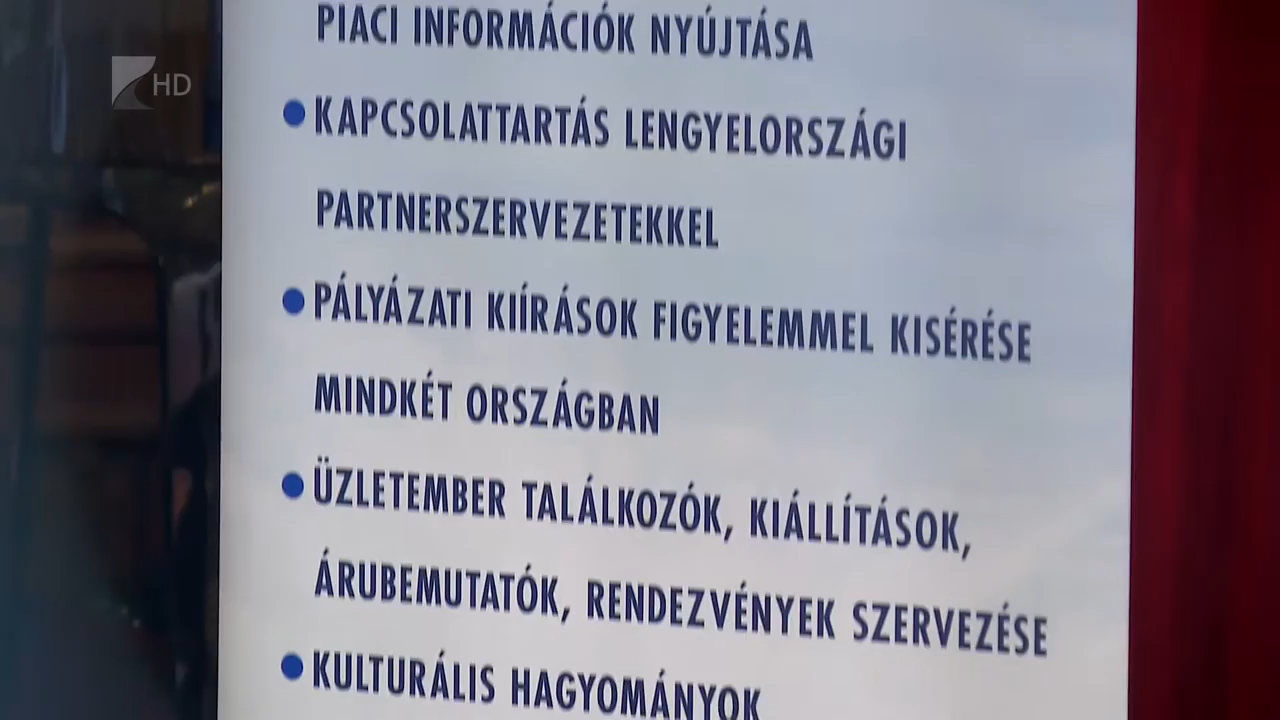 HD
PIACI INFORMÁCIÓK NYÚJTÁSA
KAPCSOLATTARTÁS LENGYELORSZÁGI
PARTNERSZERVEZETEKKEL
PÁLYÁZATI KIÍRÁSOK FIGYELEMMEL KISÉRÉSE
MINDKÉT ORSZÁGBAN
ÜZLETEMBER TALÁLKOZÓK, KIÁLLÍTÁSOK,
ÁRUBEMUTATÓK, RENDEZVÉNYEK SZERVEZÉSE
KULTURÁLIS HAGYOMÁNYOK